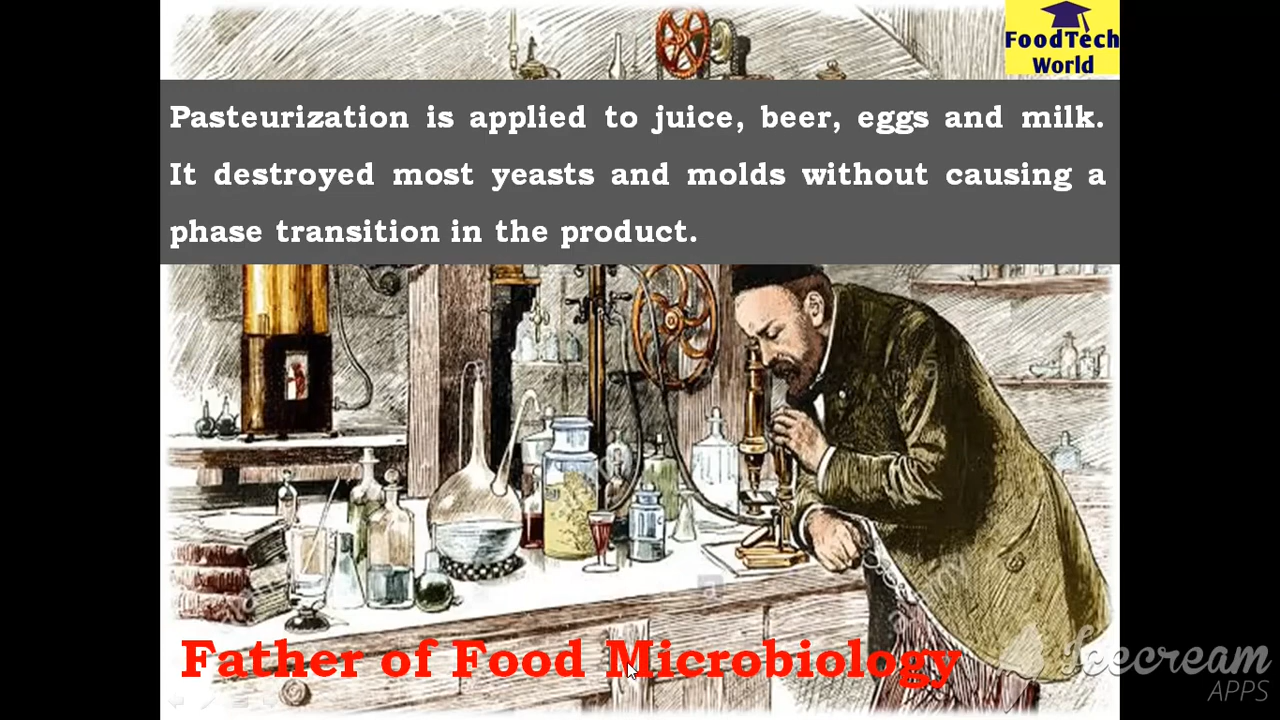 FoodTech
World
Pasteurization is applied to juice, beer, eggs and milk.
It destroyed most yeasts and molds without causing a
phase transition in the product.
Father of Food Microbiology
Icecream
APPS